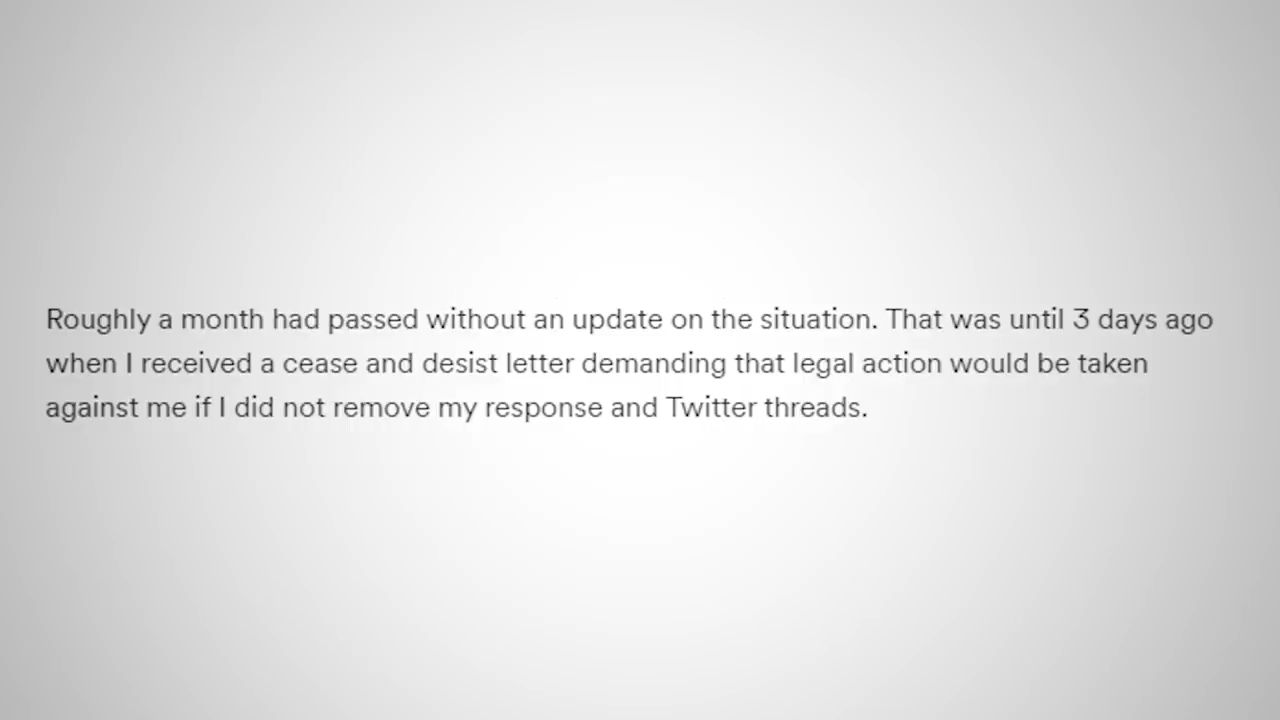 Roughly a month had passed without an update on the situation. That was until 3 days ago
when I received a cease and desist letter demanding that legal action would be taken
against me if I did not remove my response and Twitter threads.